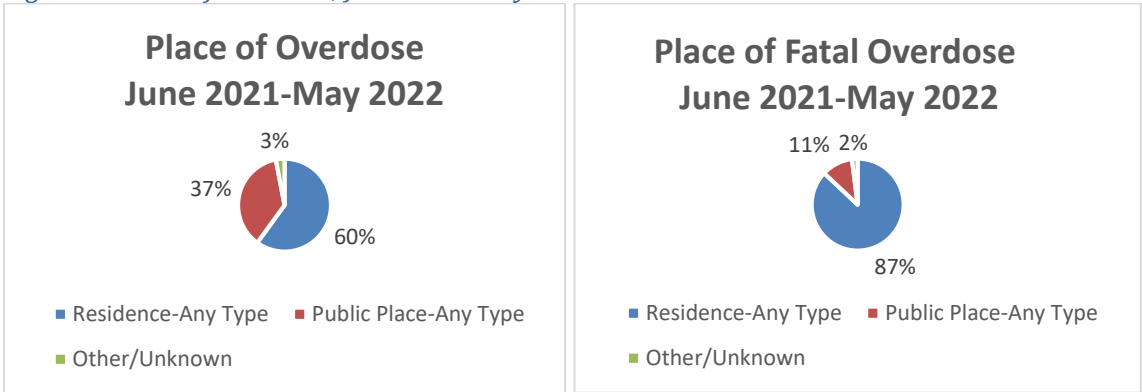 Place of Overdose
June 2021-May 2022
3%
37%
60%
Residence-Any Type
Public Place-Any Type
Other/Unknown
Place of Fatal Overdose
June 2021-May 2022
11%
2%
87%
Residence-Any Type
Public Place-Any Type
Other/Unknown